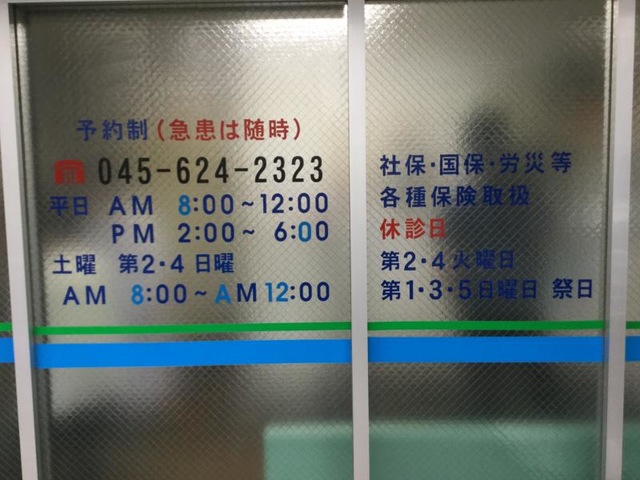 予約制(急患は随時)
045-624-2323
平日 AM 8:00~12:00
PM 2:00~ 6:00
土曜 第2・4日曜
AM 8:00~AM12:00
社保・国保・労災等
各種保険取扱
休診日
第2・4火曜日
第1・3・5日曜日 祭日